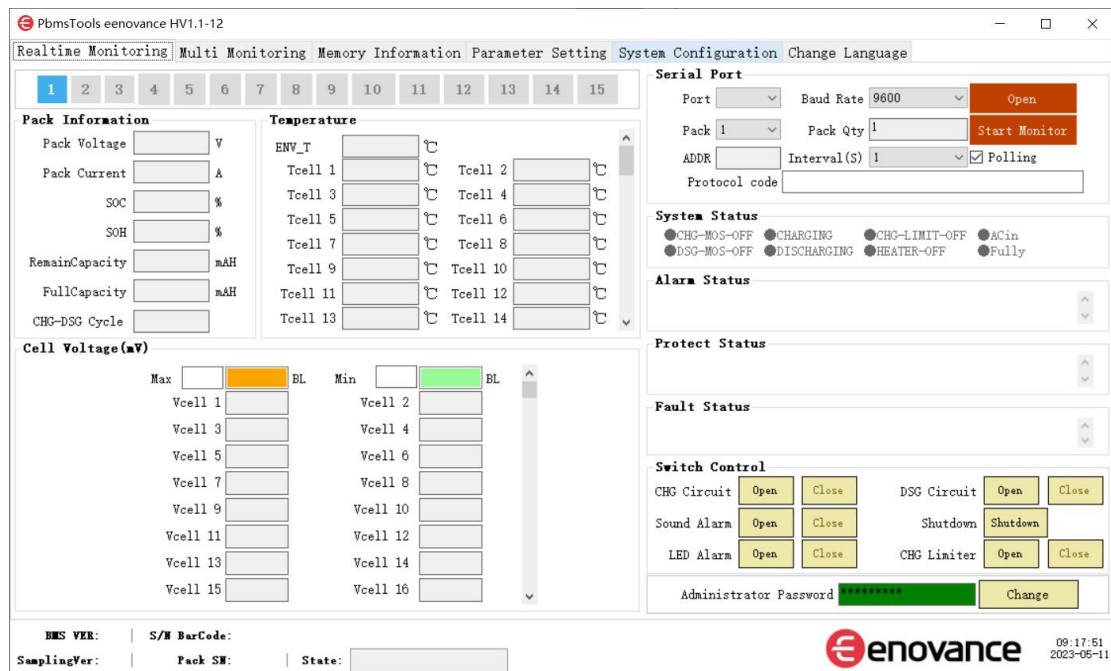 PbmsTools eenovance HV1.1-12
Realtime Monitoring Multi Monitoring Memory Information Parameter Setting System Configuration Change Language
1 2 3 4 5 6 7 8 9 10 11 12 13 14 15
Pack Information
Pack Voltage V
Pack Current A
SOC %
SOH %
RemainCapacity mAH
FullCapacity mAH
CHG-DSG Cycle
Temperature
ENV_T ℃
Tcell 1 ℃ Tcell 2 ℃
Tcell 3 ℃ Tcell 4 ℃
Tcell 5 ℃ Tcell 6 ℃
Tcell 7 ℃ Tcell 8 ℃
Tcell 9 ℃ Tcell 10 ℃
Tcell 11 ℃ Tcell 12 ℃
Tcell 13 ℃ Tcell 14 ℃
Cell Voltage(mV)
Max BL Min BL
Vcell 1 Vcell 2
Vcell 3 Vcell 4
Vcell 5 Vcell 6
Vcell 7 Vcell 8
Vcell 9 Vcell 10
Vcell 11 Vcell 12
Vcell 13 Vcell 14
Vcell 15 Vcell 16
Serial Port
Port Baud Rate 9600 Open
Pack 1 Pack Qty 1 Start Monitor
ADDR Interval(S) 1 Polling
Protocol code
System Status
CHG-MOS-OFF CHARGING CHG-LIMIT-OFF ACin
DSG-MOS-OFF DISCHARGING HEATER-OFF Fully
Alarm Status
Protect Status
Fault Status
Switch Control
CHG Circuit Open Close DSG Circuit Open Close
Sound Alarm Open Close Shutdown Shutdown
LED Alarm Open Close CHG Limiter Open Close
Administrator Password ********* Change
BMS VER: S/N BarCode:
SamplingVer: Pack SN: State:
enovance
09:17:51
2023-05-11